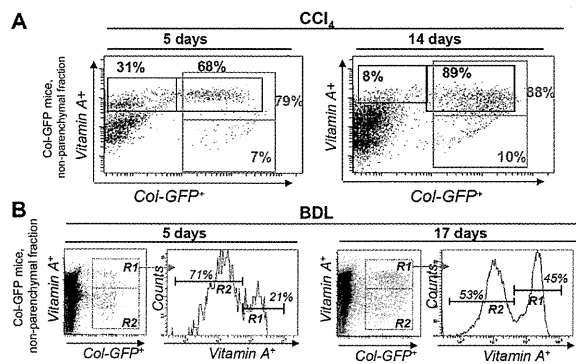 A
CCl4
5 days
14 days
Col-GFP mice,
non-parenchymal fraction
Vitamin A+
31%
68%
79%
7%
Col-GFP+
Vitamin A+
8%
89%
88%
10%
Col-GFP+
B
BDL
5 days
17 days
Col-GFP mice,
non-parenchymal fraction
Vitamin A+
R1
R2
Col-GFP+
Counts
71%
R2
21%
R1
Vitamin A+
Vitamin A+
R1
R2
Col-GFP+
Counts
53%
R2
45%
R1
Vitamin A+